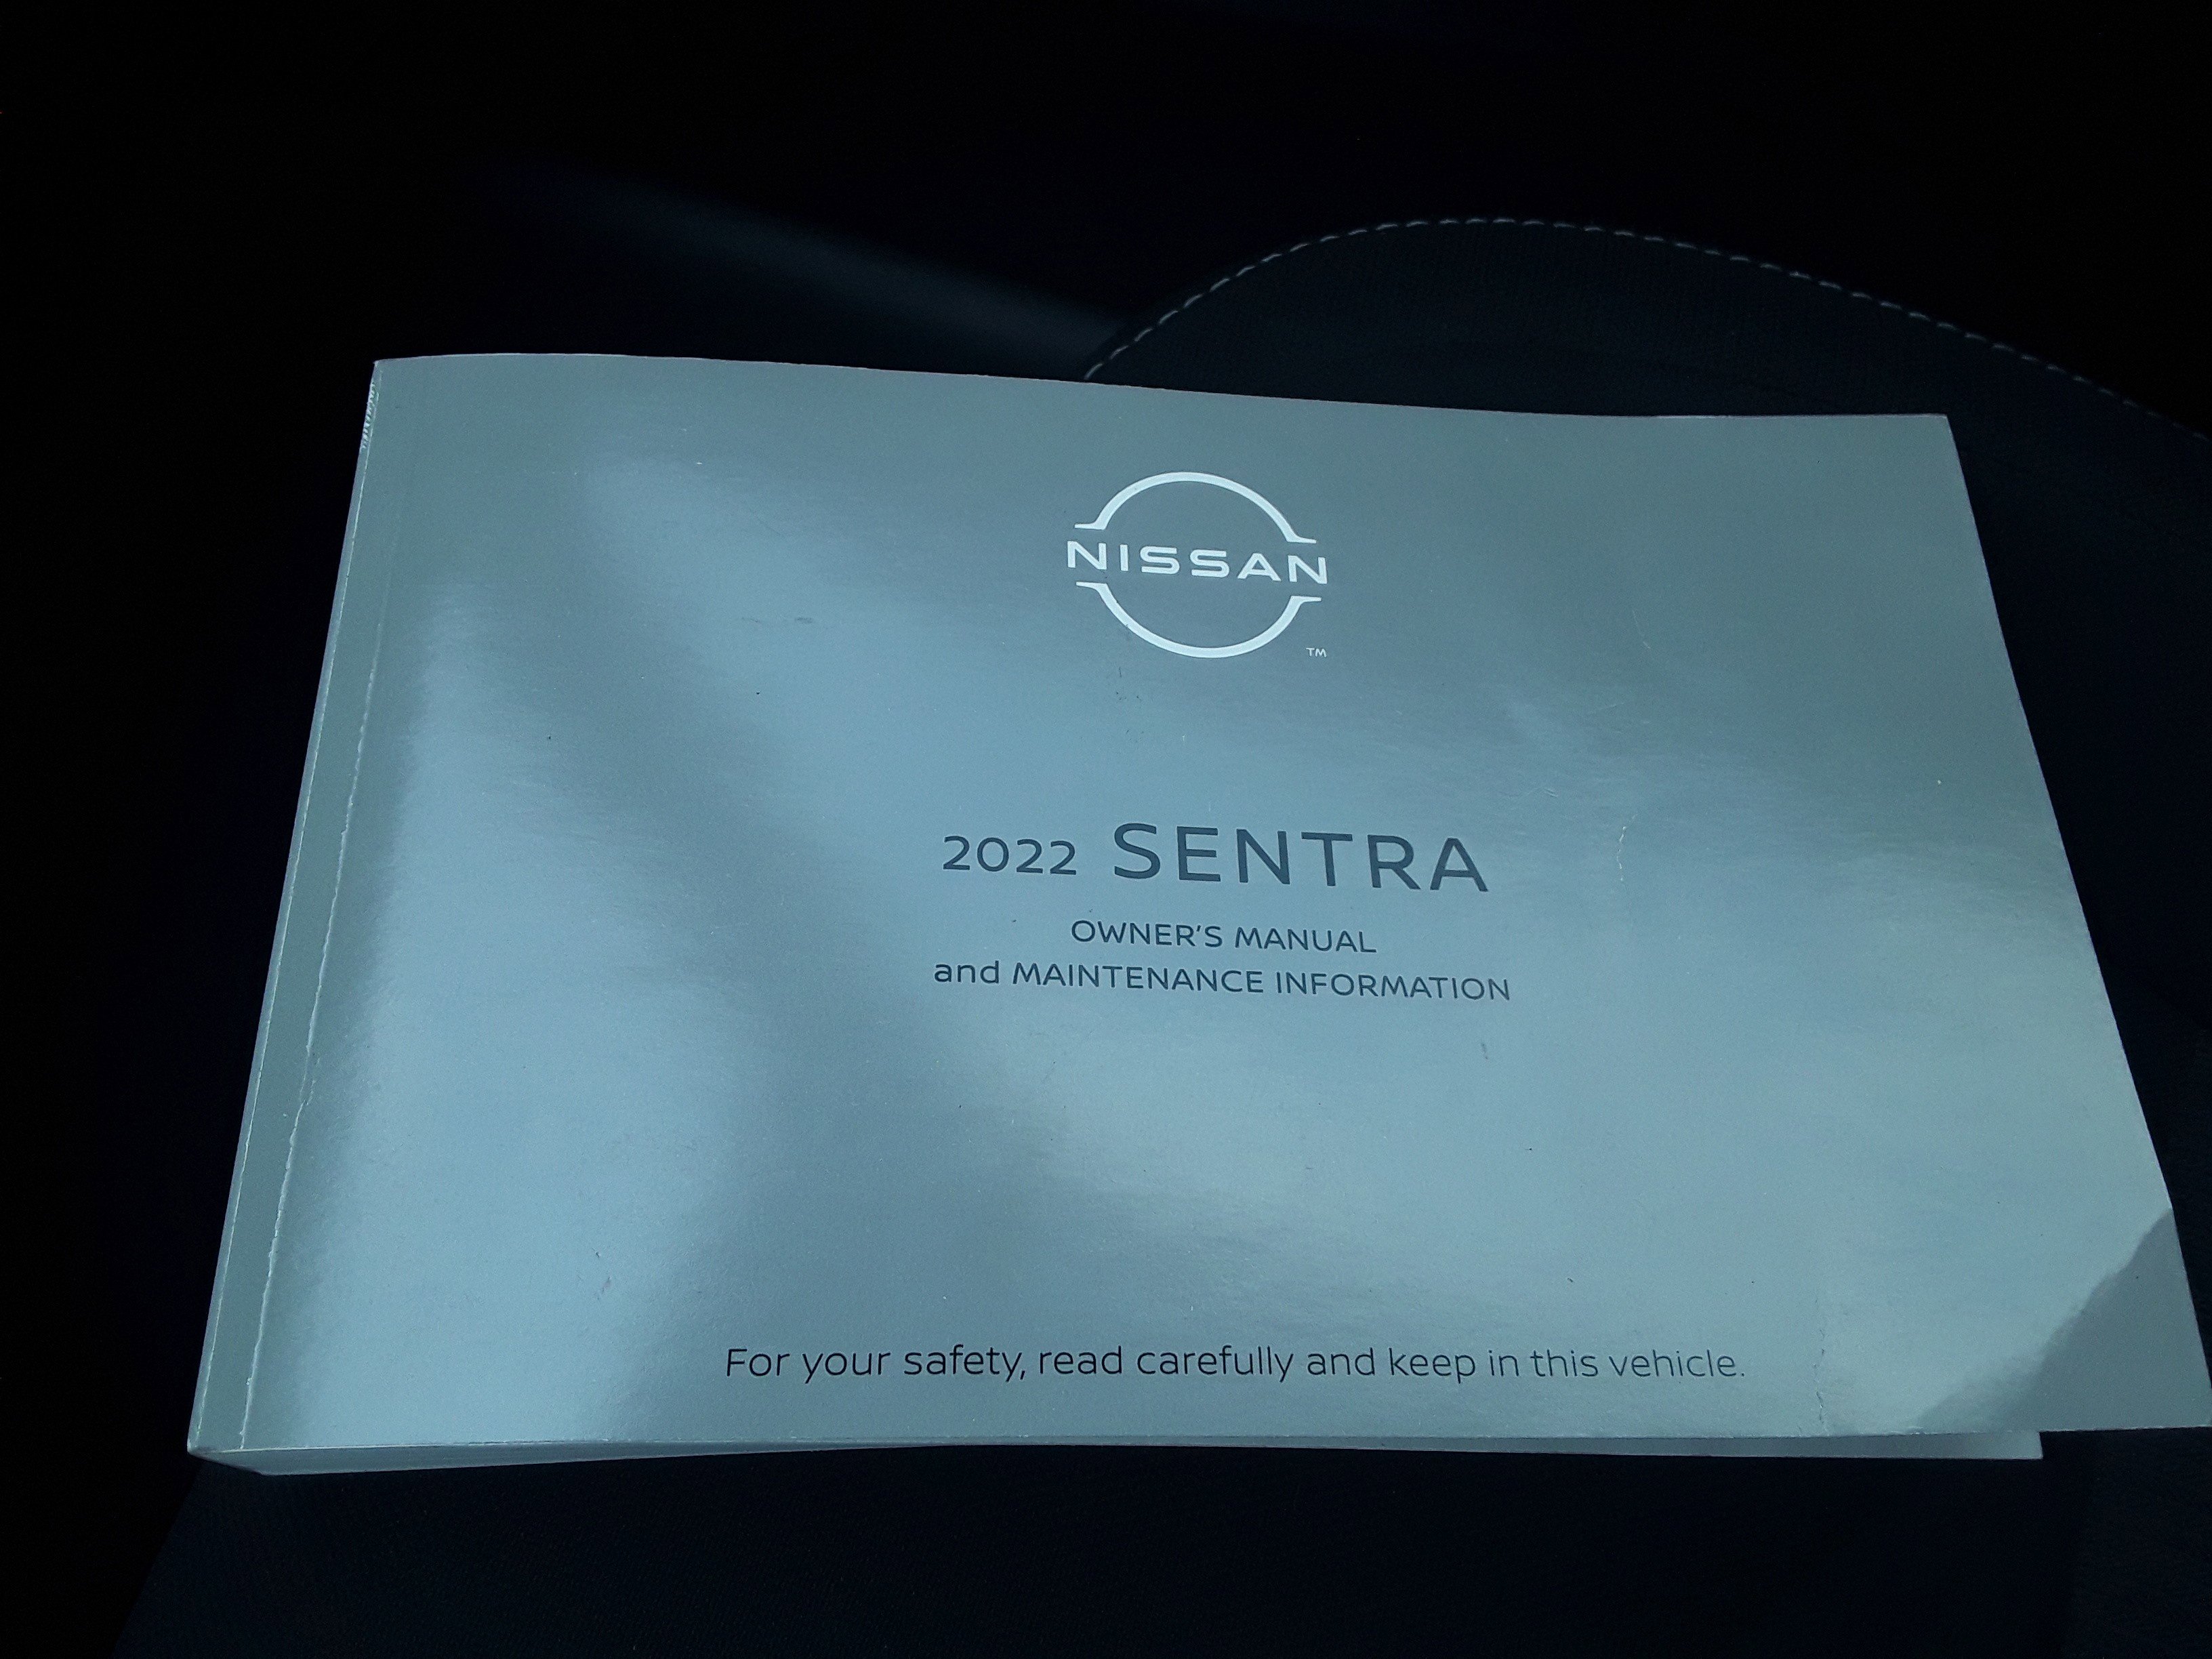 NISSAN
TM
2022 SENTRA
OWNER'S MANUAL
and MAINTENANCE INFORMATION
For your safety, read carefully and keep in this vehicle.